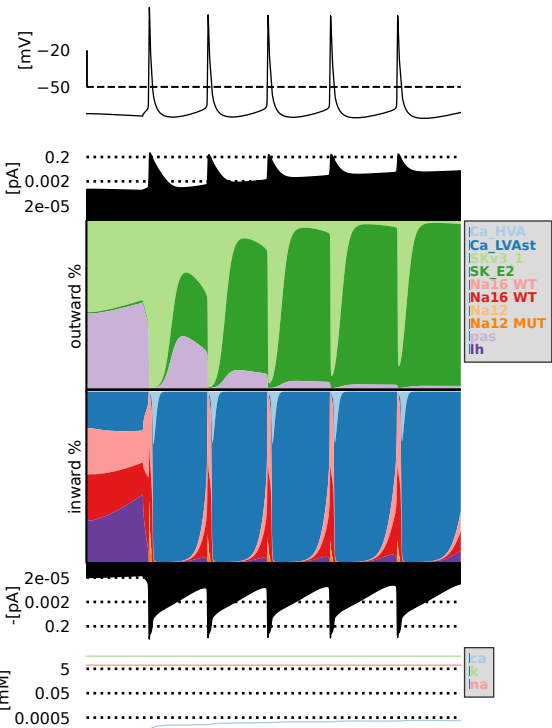 [mV]
−20
−50
[pA]
0.2
0.002
2e-05
outward %
Ca_HVA
Ca_LVAst
SKv3_1
SK_E2
Na16 WT
Na16 WT
Na12
Na12 MUT
pas
Ih
inward %
-[pA]
2e-05
0.002
0.2
[mM]
5
0.05
0.0005
ca
k
na